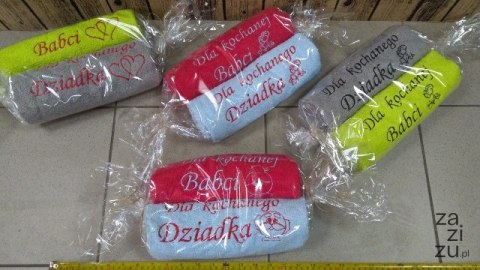 Babci
kochanego
Dziadka
Dla kochanej
Babci
Dla kochanego
Dziadka
Dla kochanego
Dziadka
Dla kochanej
Babci
Dla kochanej
Babci
Dla kochanego
Dziadka
za
zi
zu.pl